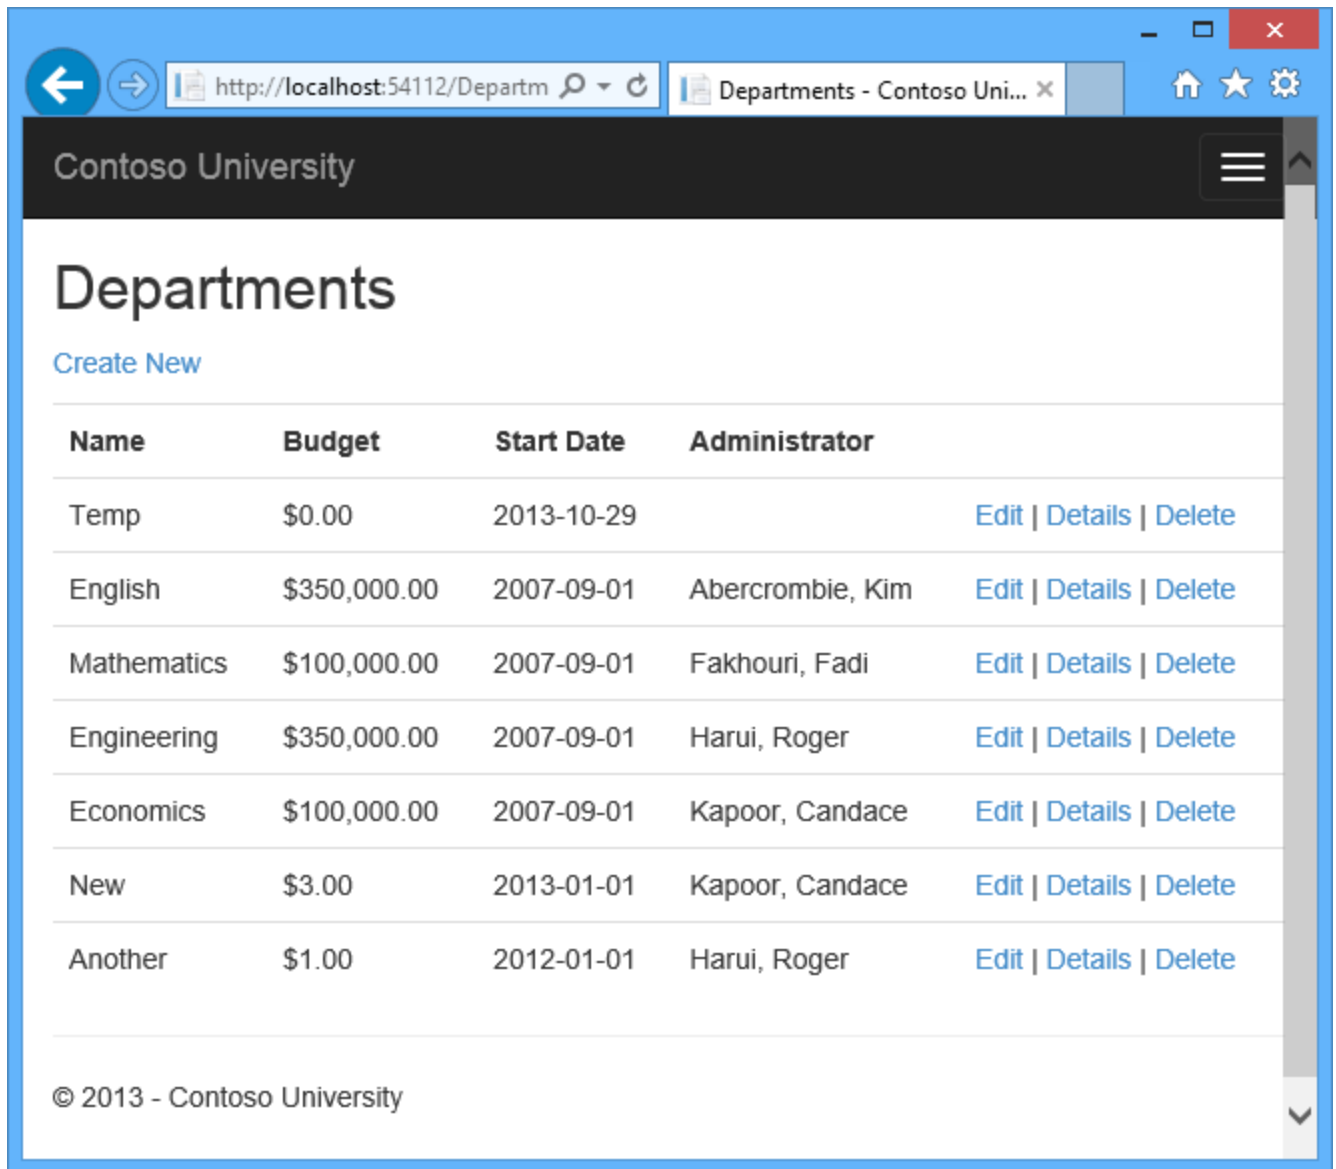 http://localhost:54112/Departm
Departments - Contoso Uni...
Contoso University
Departments
Create New
Name Budget Start Date Administrator
Temp $0.00 2013-10-29 Edit | Details | Delete
English $350,000.00 2007-09-01 Abercrombie, Kim Edit | Details | Delete
Mathematics $100,000.00 2007-09-01 Fakhouri, Fadi Edit | Details | Delete
Engineering $350,000.00 2007-09-01 Harui, Roger Edit | Details | Delete
Economics $100,000.00 2007-09-01 Kapoor, Candace Edit | Details | Delete
New $3.00 2013-01-01 Kapoor, Candace Edit | Details | Delete
Another $1.00 2012-01-01 Harui, Roger Edit | Details | Delete
© 2013 - Contoso University